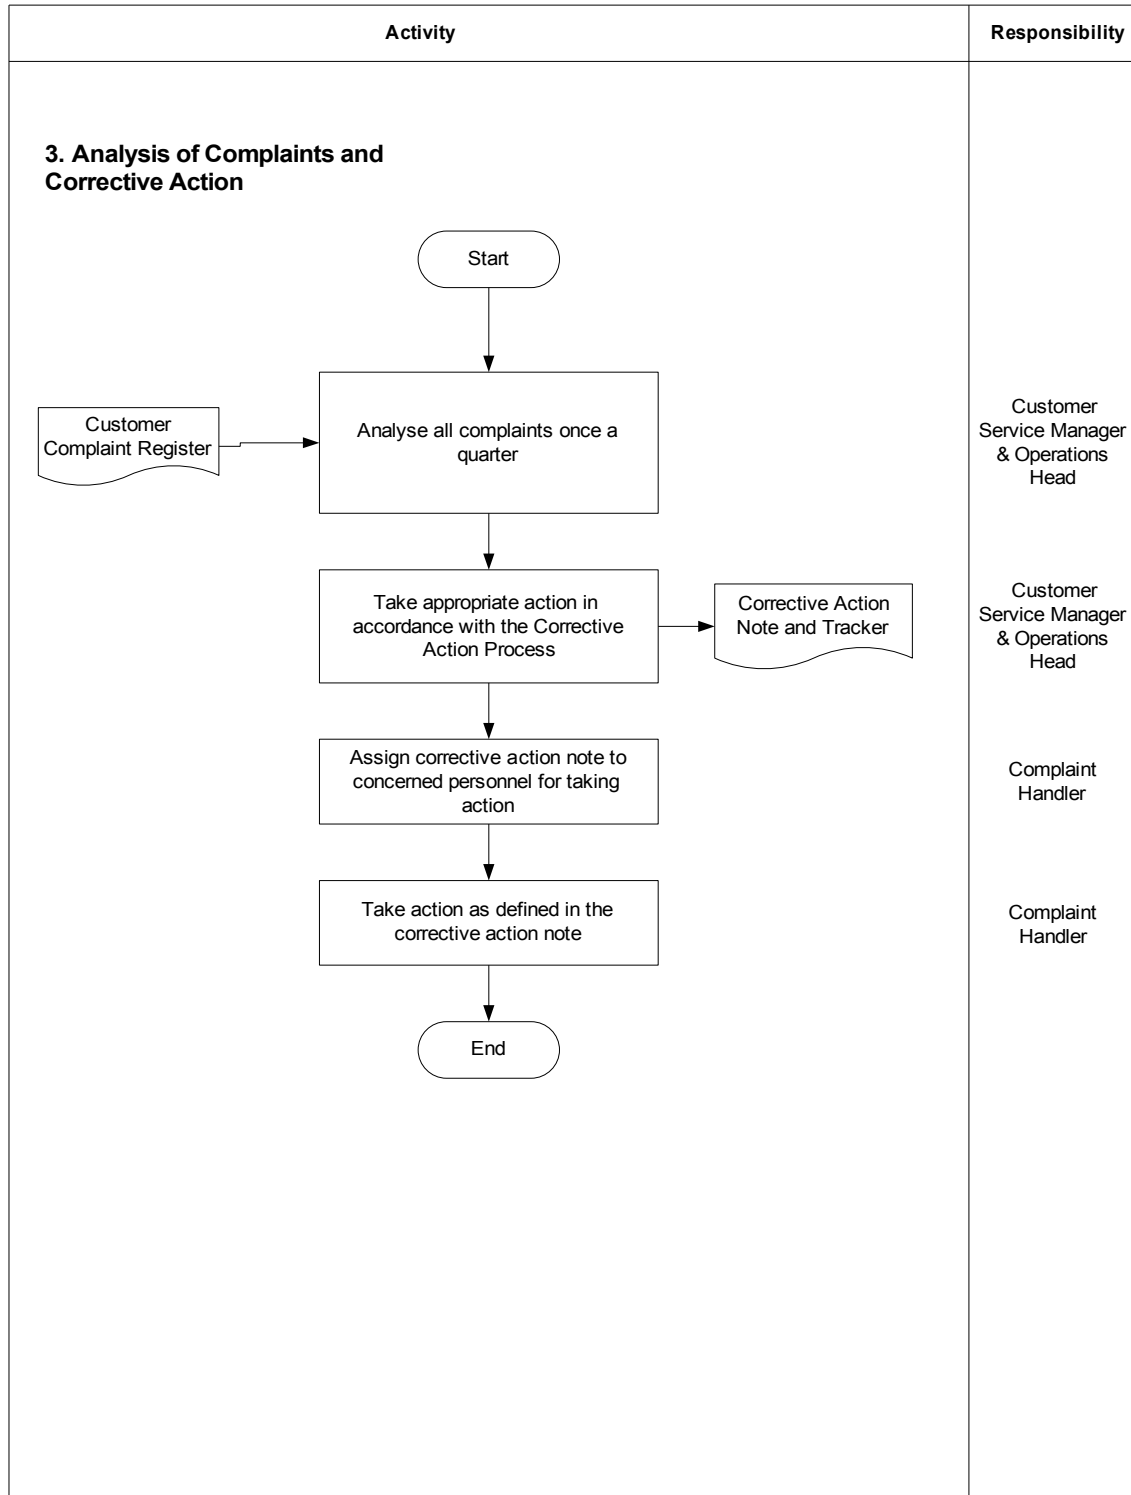 Activity
Responsibility
3. Analysis of Complaints and
Corrective Action
Start
Customer
Complaint Register
Analyse all complaints once a
quarter
Customer
Service Manager
& Operations
Head
Take appropriate action in
accordance with the Corrective
Action Process
Corrective Action
Note and Tracker
Customer
Service Manager
& Operations
Head
Assign corrective action note to
concerned personnel for taking
action
Complaint
Handler
Take action as defined in the
corrective action note
Complaint
Handler
End